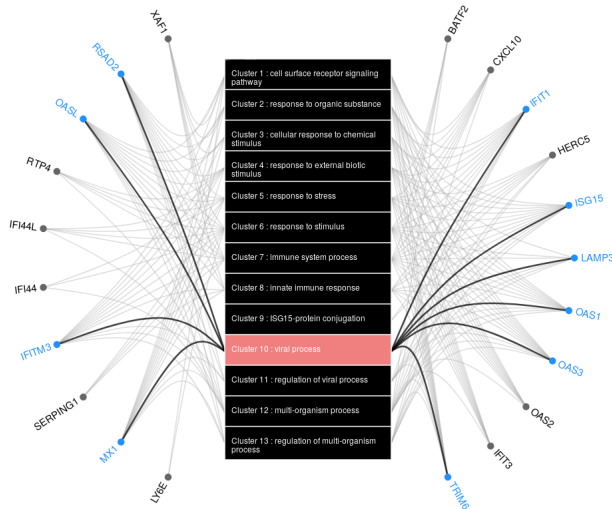 XAF1
RSAD2
OASL
RTP4
IFI44L
IFI44
IFITM3
SERPING1
MX1
LY6E
Cluster 1 : cell surface receptor signaling
pathway
Cluster 2 : response to organic substance
Cluster 3 : cellular response to chemical
stimulus
Cluster 4 : response to external biotic
stimulus
Cluster 5 : response to stress
Cluster 6 : response to stimulus
Cluster 7 : immune system process
Cluster 8 : innate immune response
Cluster 9 : ISG15-protein conjugation
Cluster 10 : viral process
Cluster 11 : regulation of viral process
Cluster 12 : multi-organism process
Cluster 13 : regulation of multi-organism
process
BATF2
CXCL10
IFIT1
HERC5
ISG15
LAMP3
OAS1
OAS3
OAS2
IFIT3
TRIM6